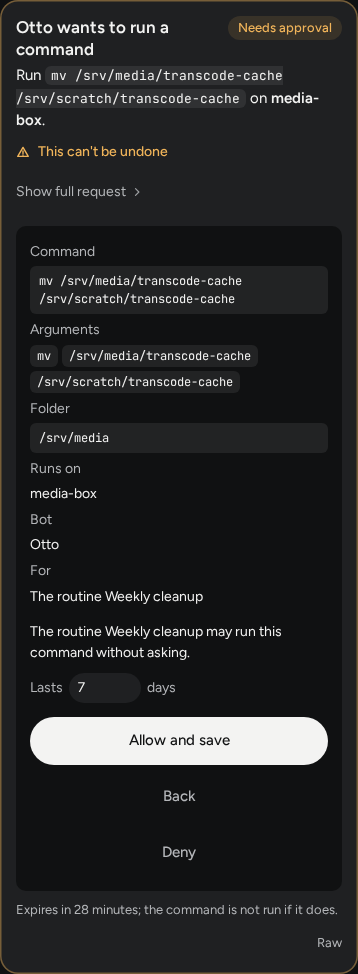 Otto wants to run a
command
Needs approval
Run mv /srv/media/transcode-cache
/srv/scratch/transcode-cache on media-
box.
This can't be undone
Show full request
Command
mv /srv/media/transcode-cache
/srv/scratch/transcode-cache
Arguments
mv /srv/media/transcode-cache
/srv/scratch/transcode-cache
Folder
/srv/media
Runs on
media-box
Bot
Otto
For
The routine Weekly cleanup
The routine Weekly cleanup may run this
command without asking.
Lasts 7 days
Allow and save
Back
Deny
Expires in 28 minutes; the command is not run if it does.
Raw